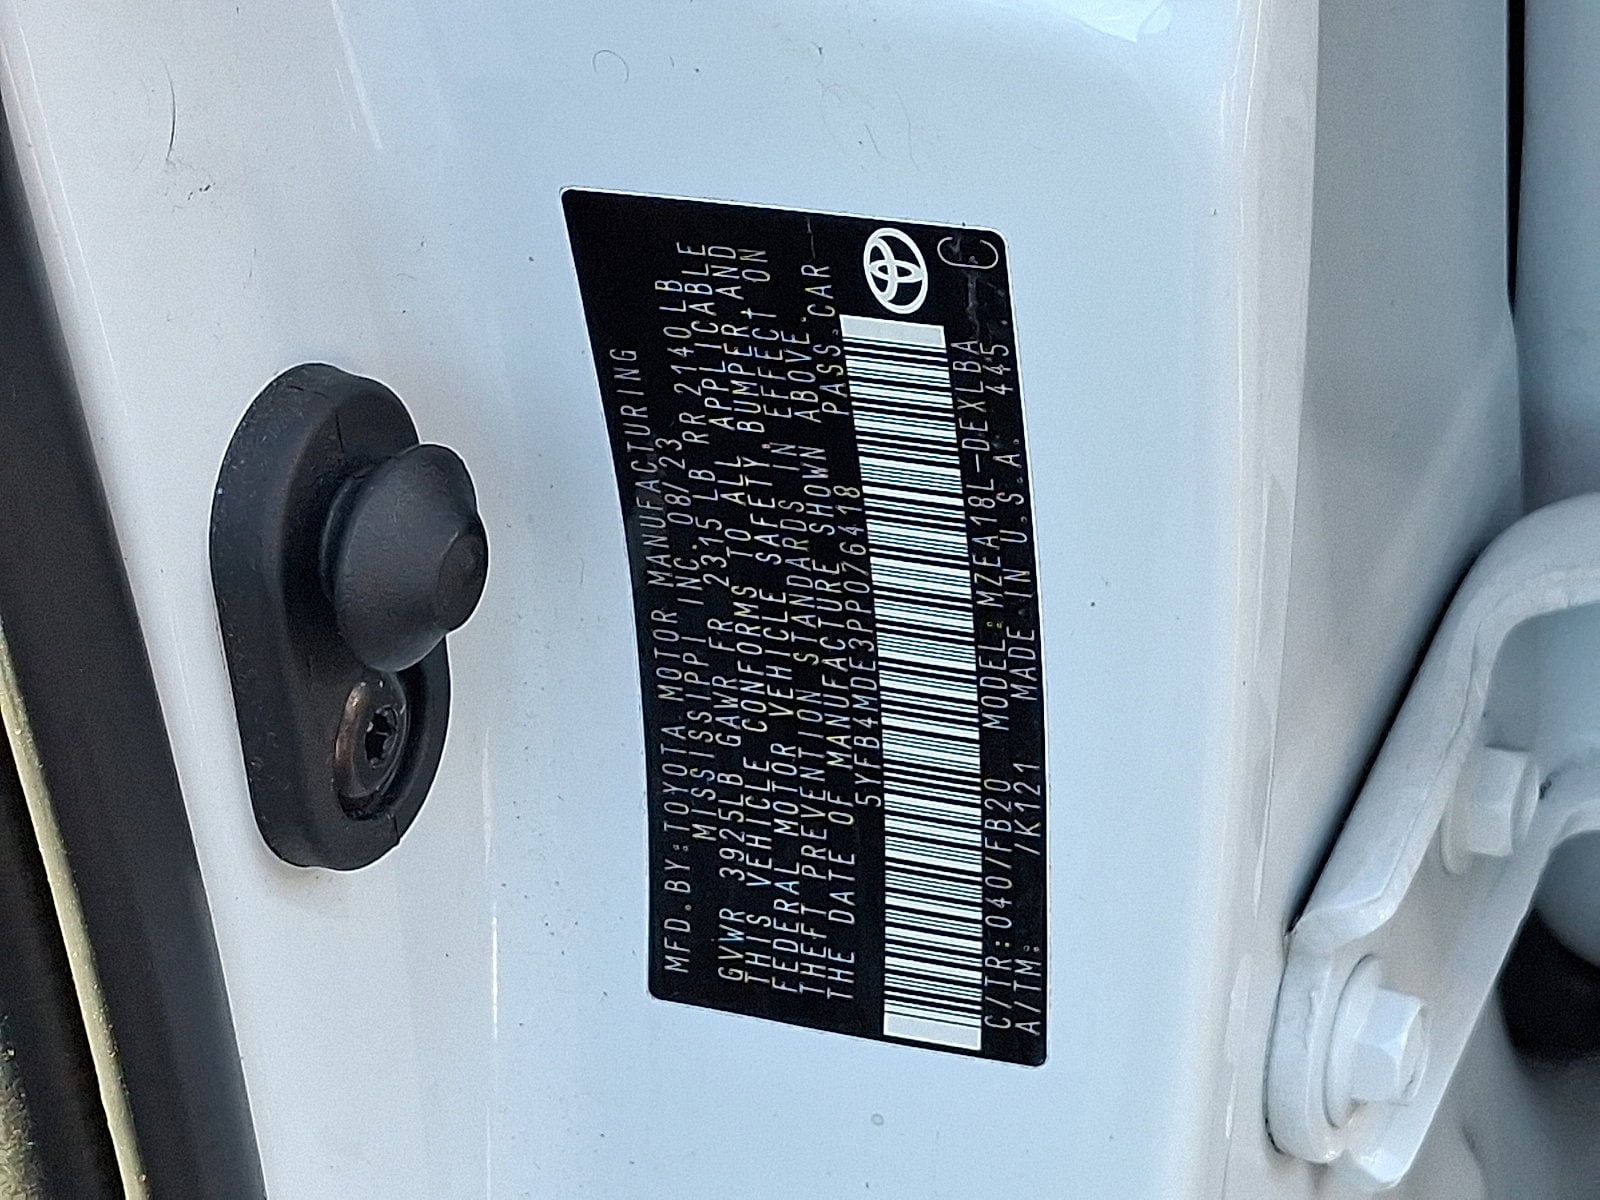 MFD.BY:TOYOTA MOTOR MANUFACTURING
MISSISSIPPI INC. 08/23
GVWR 3925LB GAWR FR 2315LB RR 2140LB
THIS VEHICLE CONFORMS TO ALL APPLICABLE
FEDERAL MOTOR VEHICLE SAFETY, BUMPER, AND
THEFT PREVENTION STANDARDS IN EFFECT ON
THE DATE OF MANUFACTURE SHOWN ABOVE.
5YFB4MDE3PP076418 PASS.CAR
C/TR:040/FB20 MODEL:MZEA18L-DEXLBA C
A/TM: /K121 MADE IN U.S.A. 445.7